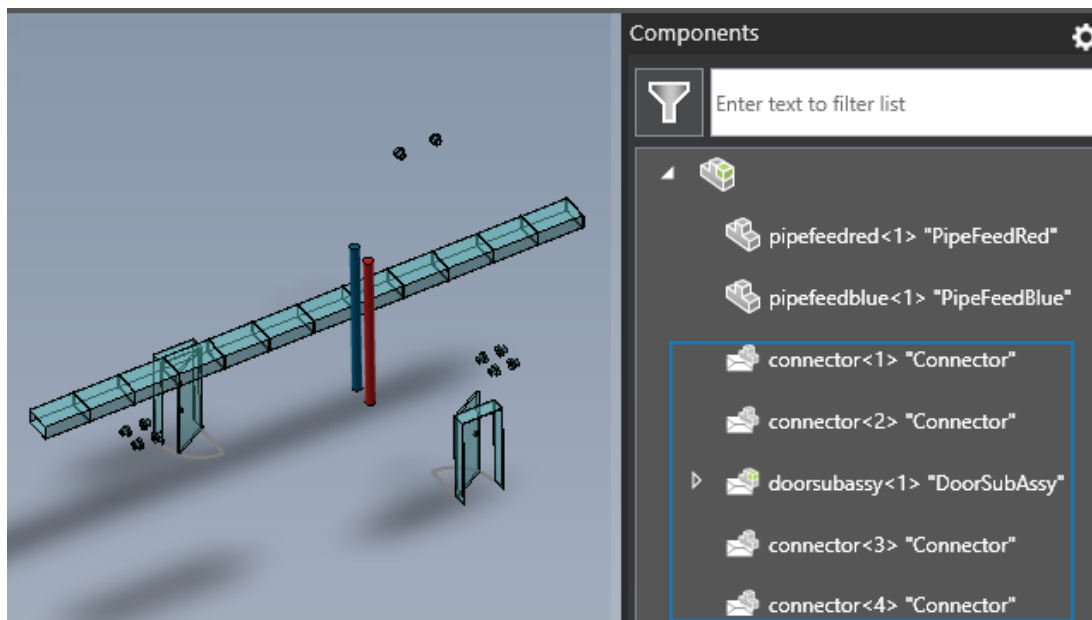 Components
Enter text to filter list
pipefeedred<1> "PipeFeedRed"
pipefeedblue<1> "PipeFeedBlue"
connector<1> "Connector"
connector<2> "Connector"
doorsubassy<1> "DoorSubAssy"
connector<3> "Connector"
connector<4> "Connector"